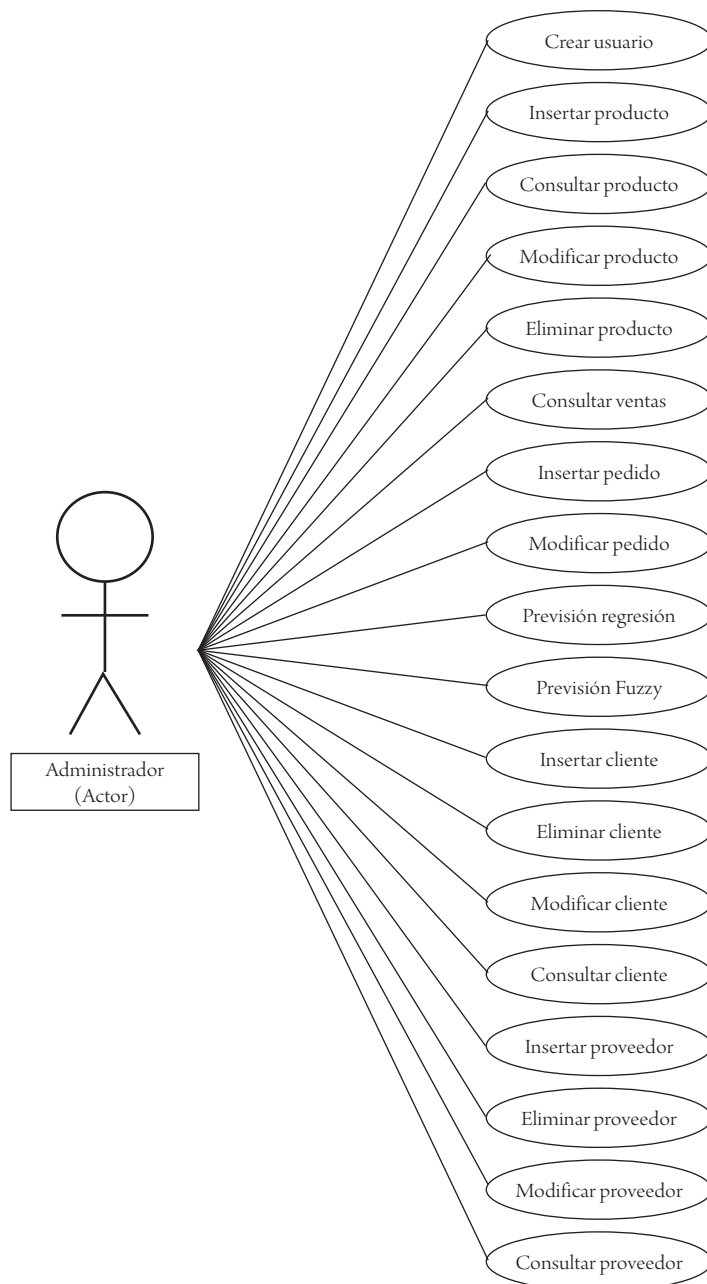 Crear usuario
Insertar producto
Consultar producto
Modificar producto
Eliminar producto
Consultar ventas
Insertar pedido
Modificar pedido
Previsión regresión
Previsión Fuzzy
Insertar cliente
Eliminar cliente
Modificar cliente
Consultar cliente
Insertar proveedor
Eliminar proveedor
Modificar proveedor
Consultar proveedor
Administrador
(Actor)